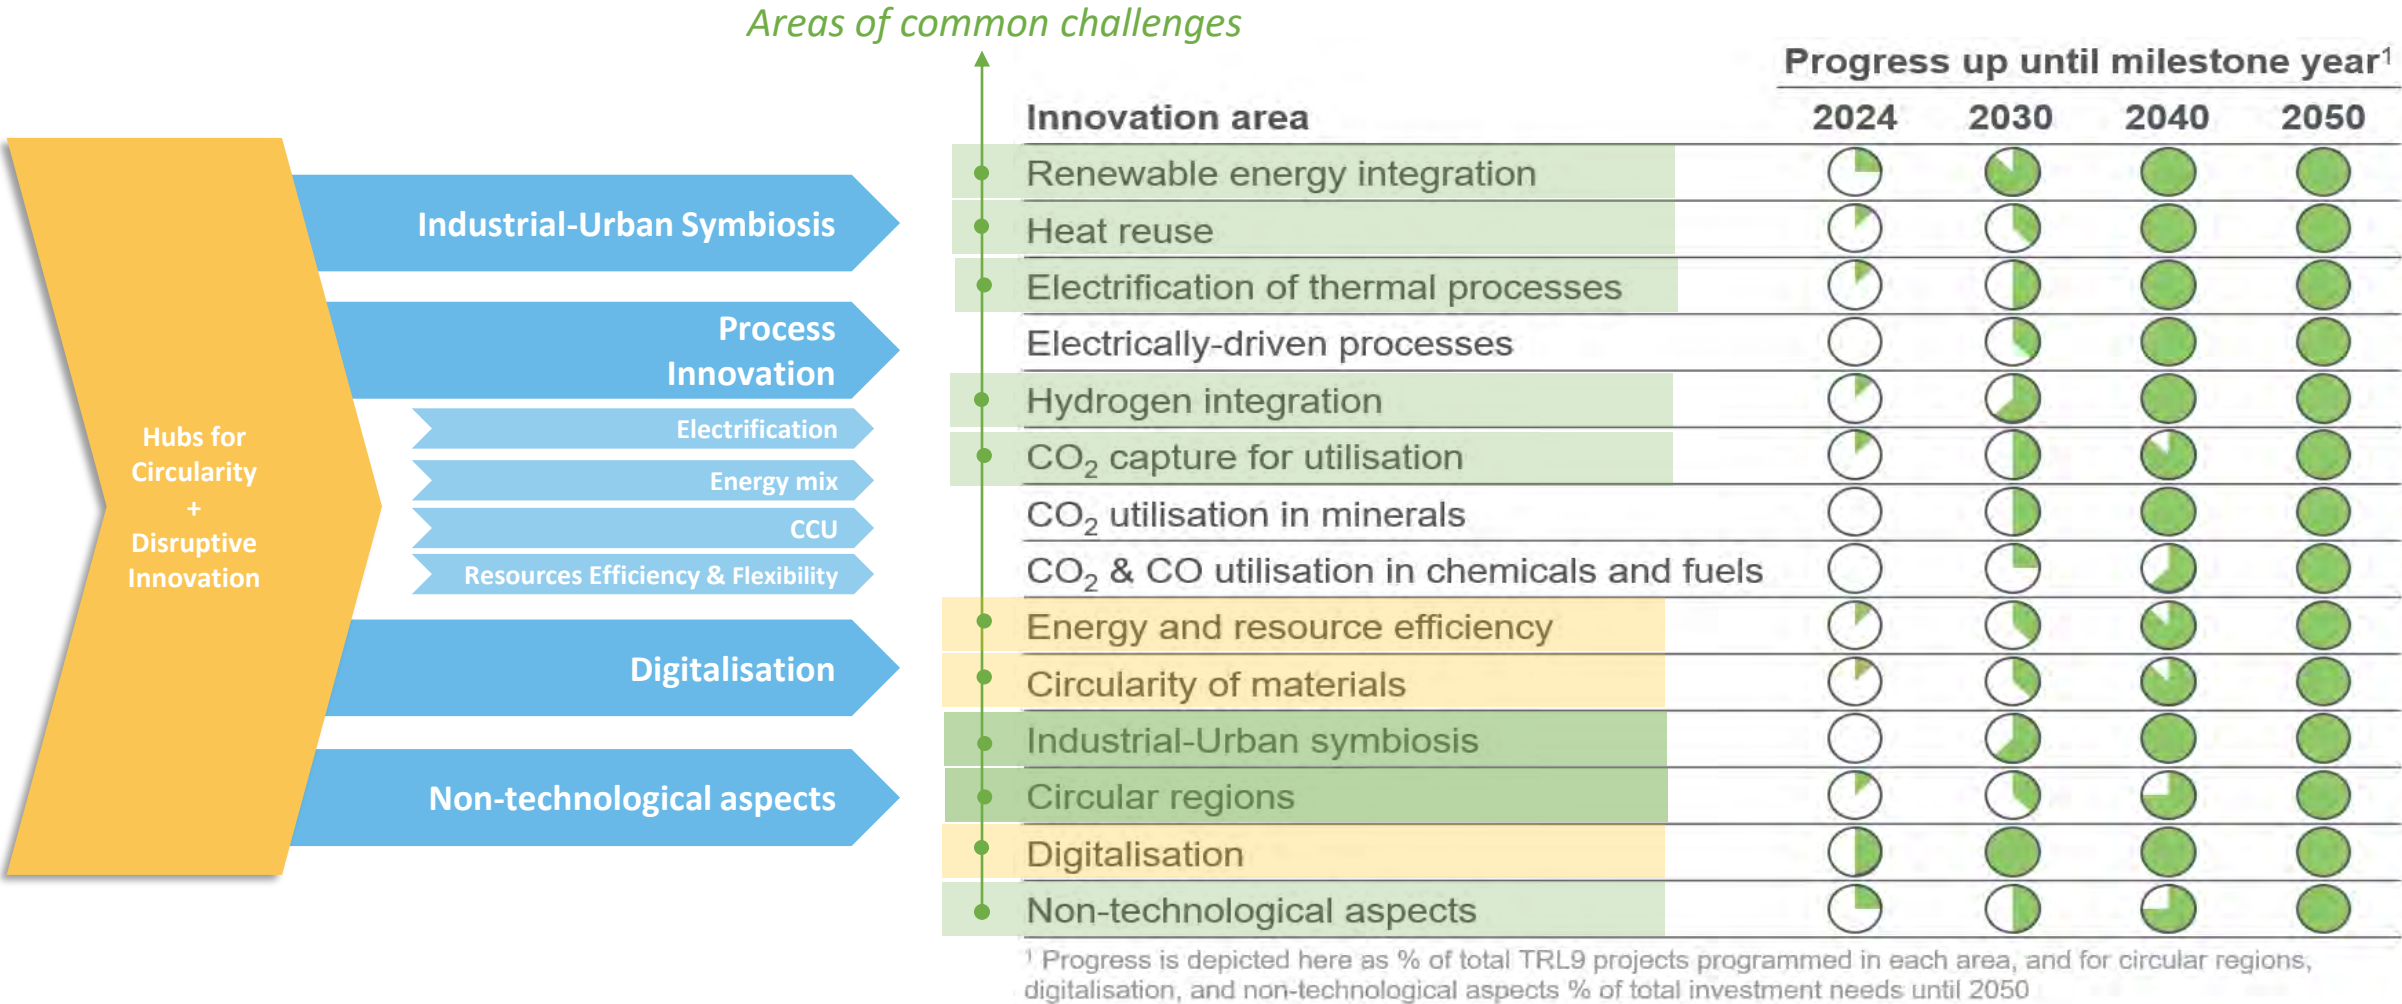 Areas of common challenges
Hubs for
Circularity
+
Disruptive
Innovation
Industrial-Urban Symbiosis
Process
Innovation
Electrification
Energy mix
CCU
Resources Efficiency & Flexibility
Digitalisation
Non-technological aspects
Progress up until milestone year¹
Innovation area 2024 2030 2040 2050
Renewable energy integration
Heat reuse
Electrification of thermal processes
Electrically-driven processes
Hydrogen integration
CO₂ capture for utilisation
CO₂ utilisation in minerals
CO₂ & CO utilisation in chemicals and fuels
Energy and resource efficiency
Circularity of materials
Industrial-Urban symbiosis
Circular regions
Digitalisation
Non-technological aspects
¹ Progress is depicted here as % of total TRL9 projects programmed in each area, and for circular regions,
digitalisation, and non-technological aspects % of total investment needs until 2050